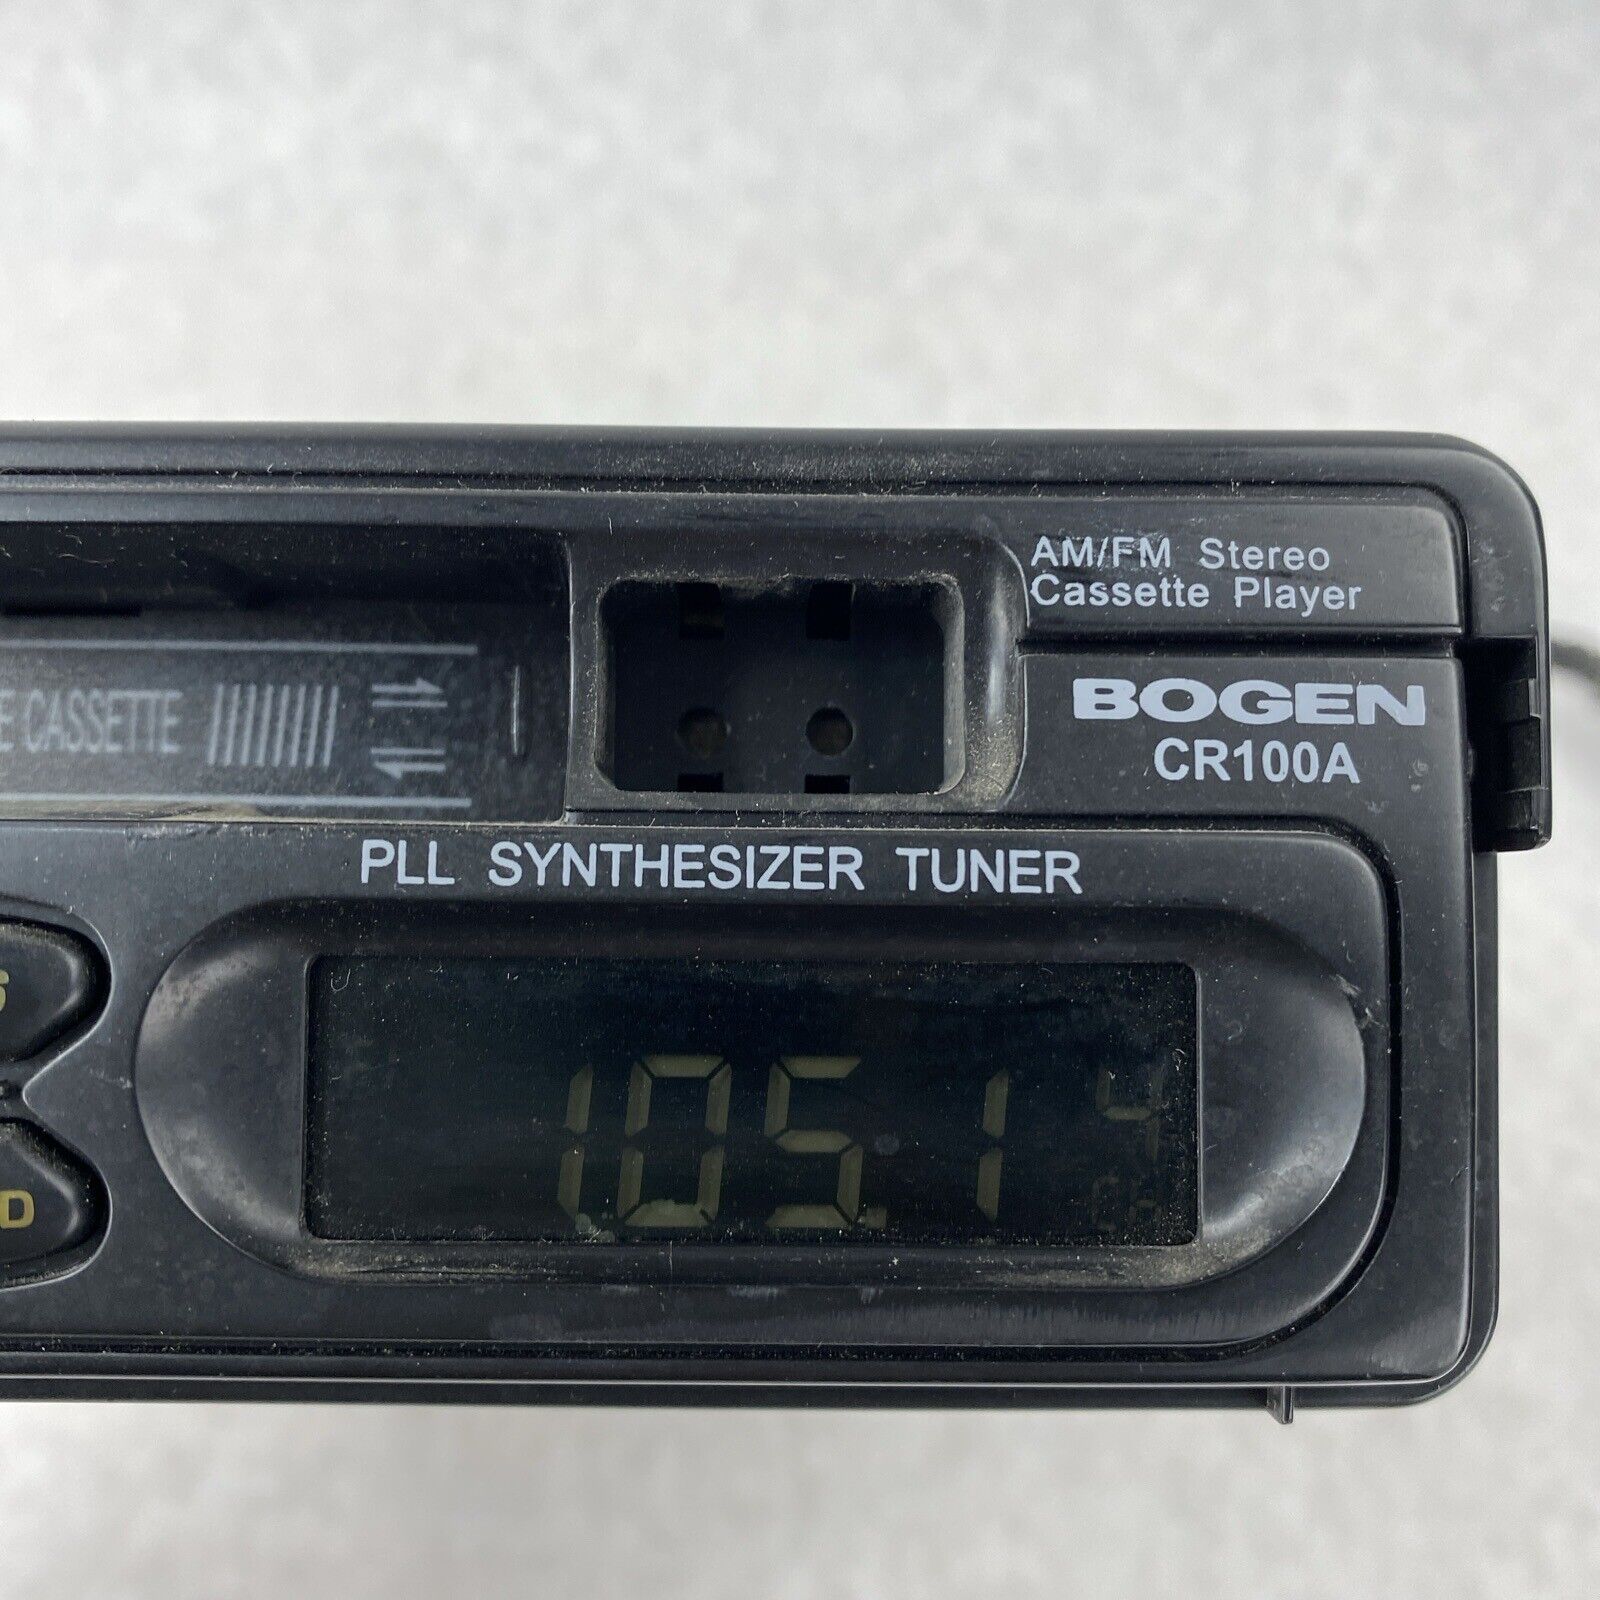 AM/FM Stereo
Cassette Player
E CASSETTE
BOGEN
CR100A
PLL SYNTHESIZER TUNER
105.1 4
D